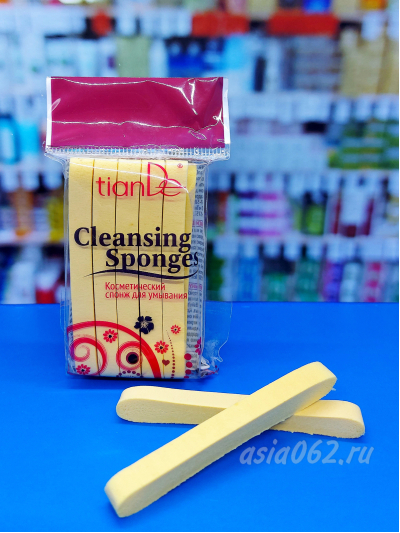 tianDe
Cleansing
Sponges
Косметический
спонж для умывания
asia062.ru